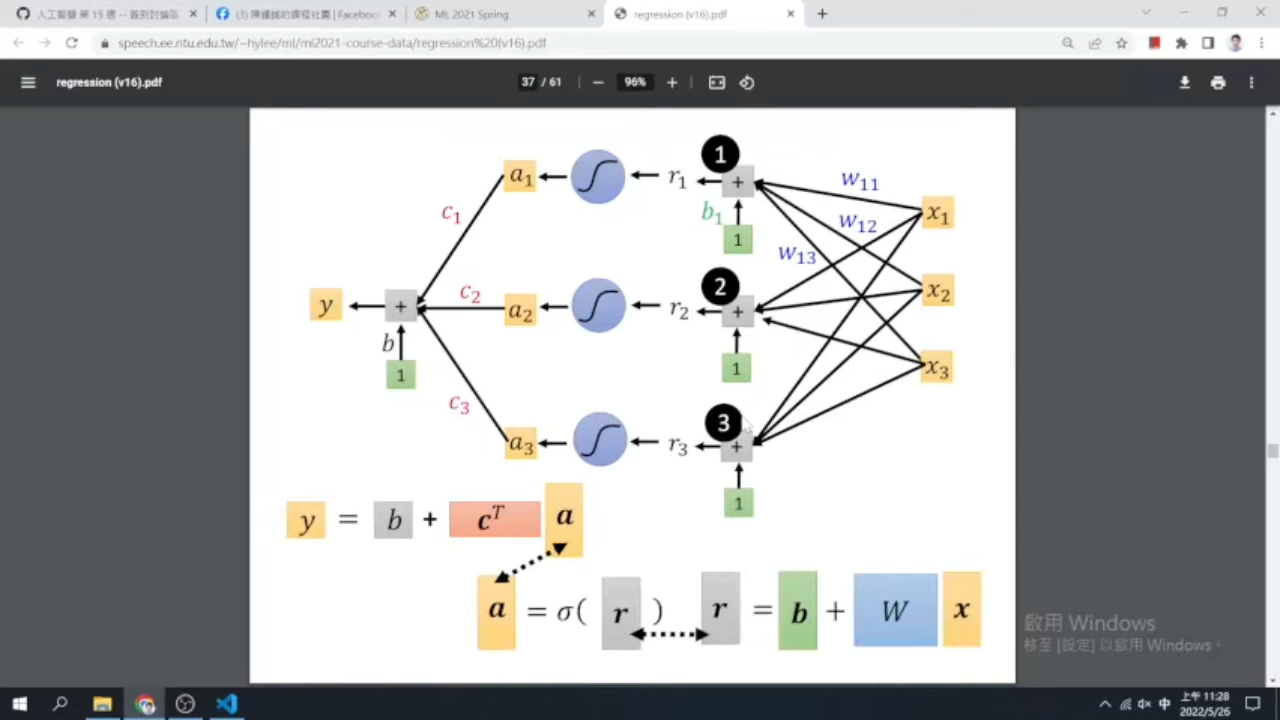 人工智慧 第 15 週 -- 簽到討論區
(3) 陳鍾誠的課程社團 | Facebook
ML 2021 Spring
regression (v16).pdf
speech.ee.ntu.edu.tw/~hylee/ml/ml2021-course-data/regression%20(v16).pdf
regression (v16).pdf
37 / 61
96%
1
a₁
r₁
+
w₁₁
x₁
c₁
b₁
w₁₂
1
w₁₃
2
y
+
c₂
a₂
r₂
+
x₂
b
1
1
x₃
c₃
3
a₃
r₃
+
1
y = b + cᵀ a
a = σ( r ) r = b + W x
啟用 Windows
移至 [設定] 以啟用 Windows。
中
上午 11:28
2022/5/26